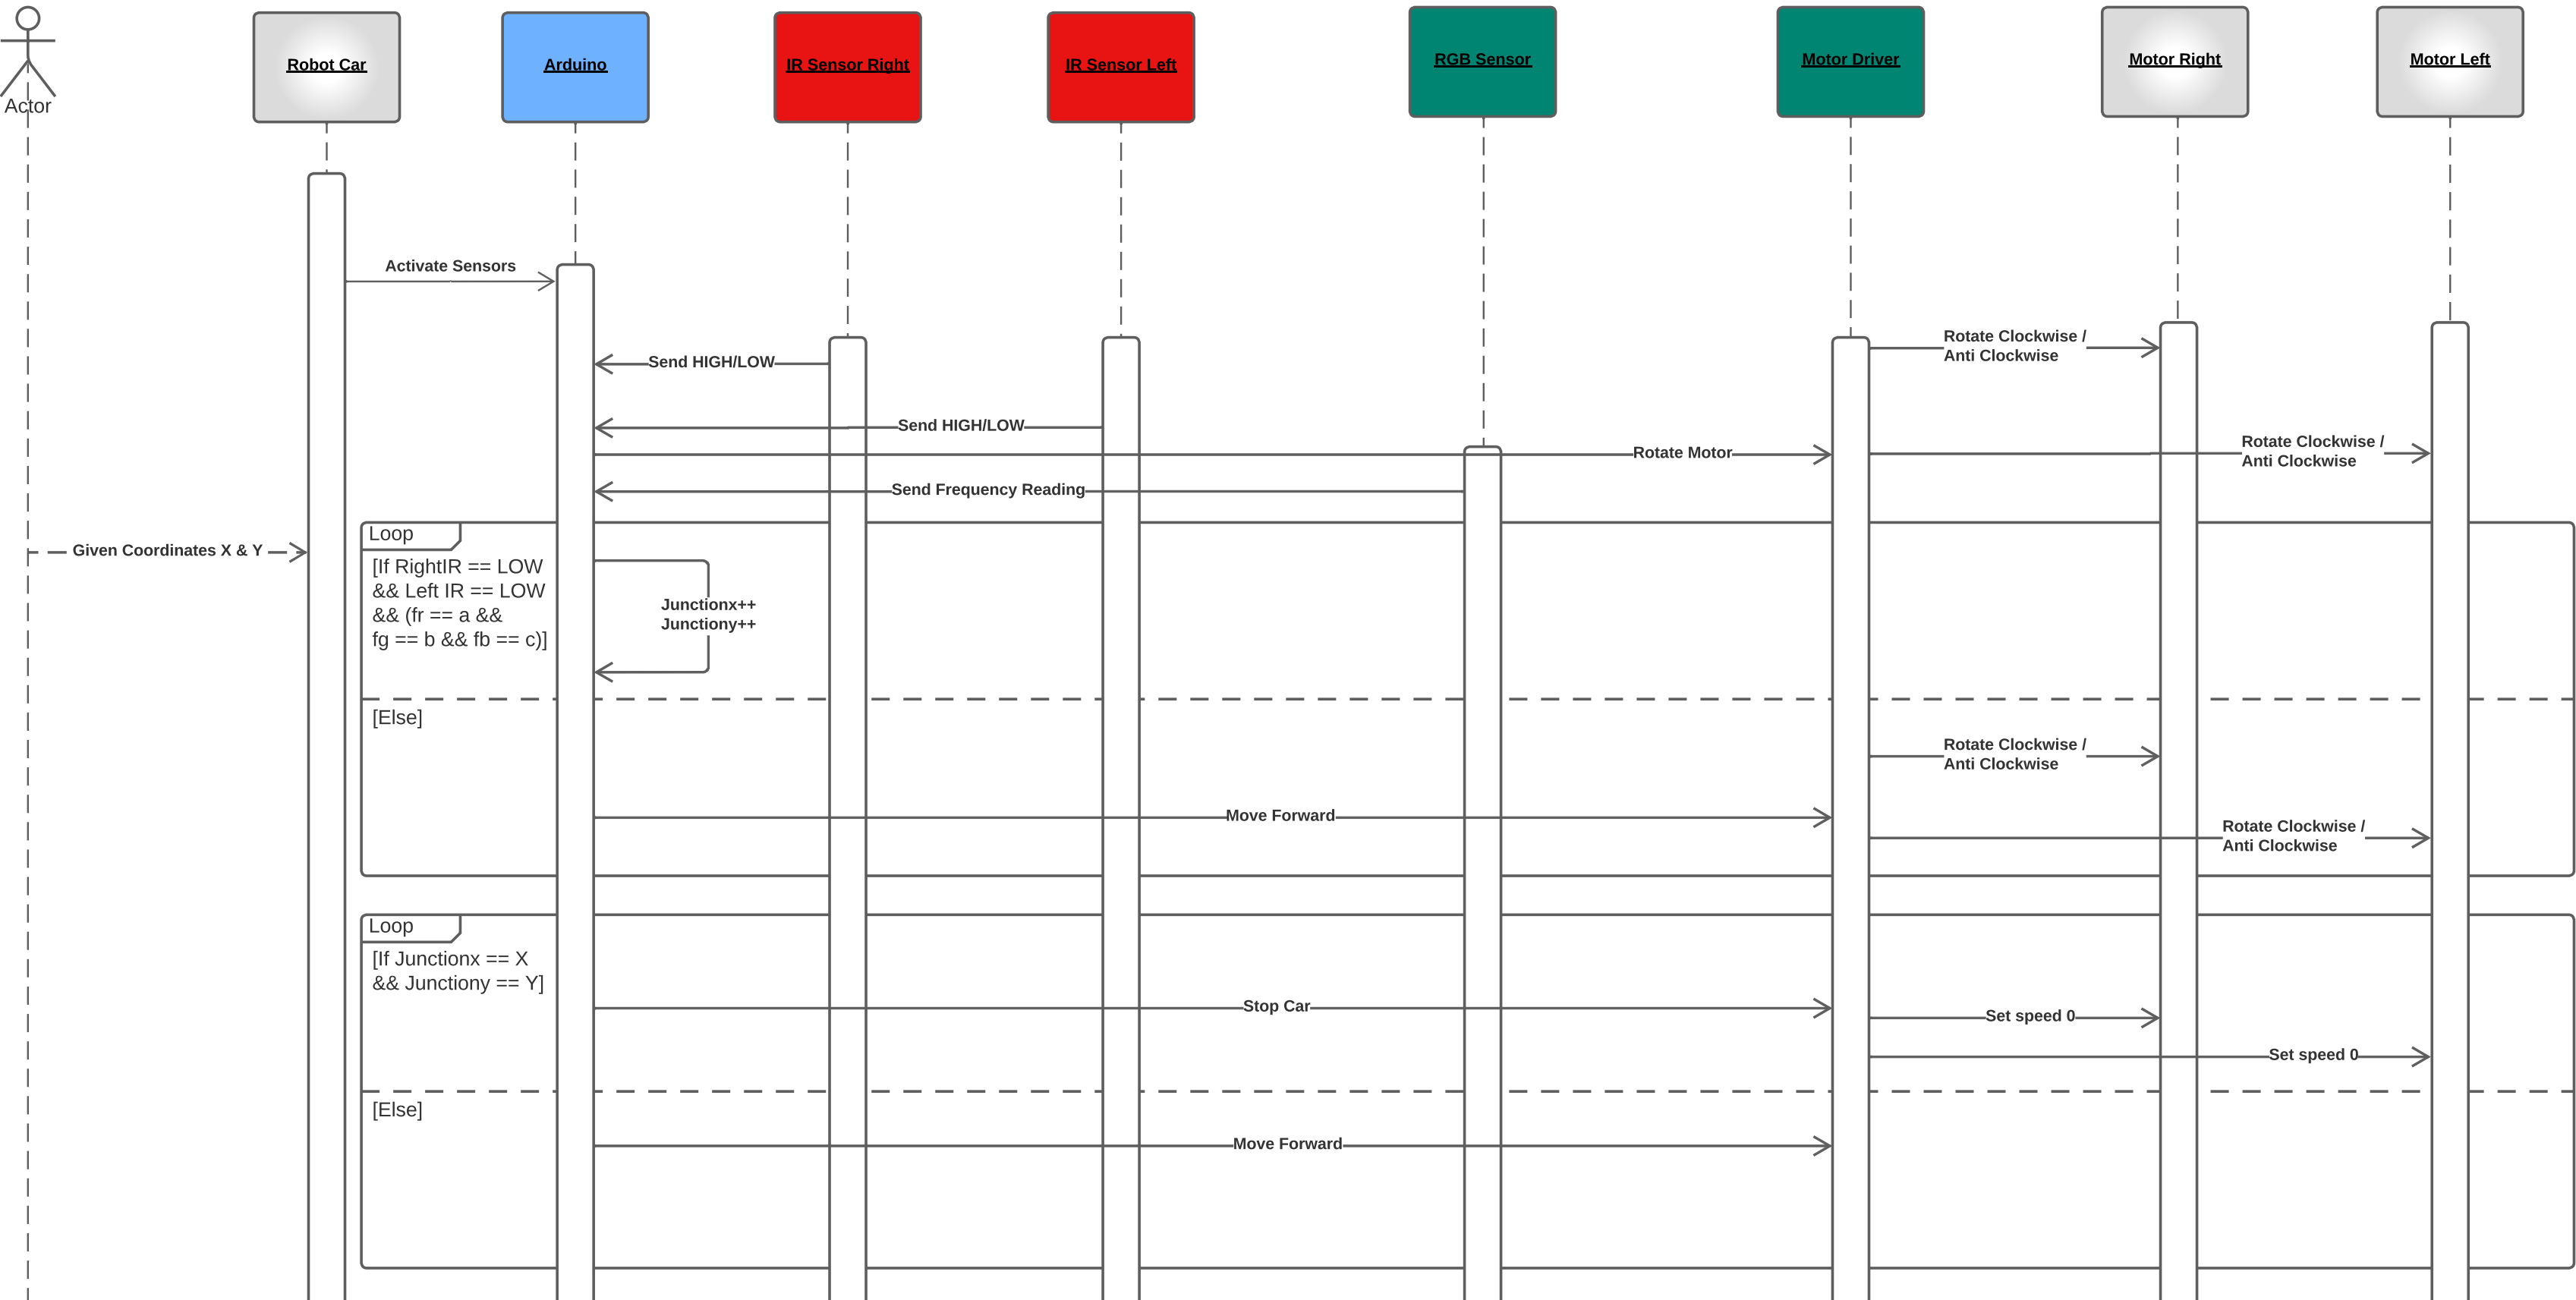 Actor
Robot Car
Arduino
IR Sensor Right
IR Sensor Left
RGB Sensor
Motor Driver
Motor Right
Motor Left
Activate Sensors
Rotate Clockwise /
Anti Clockwise
Send HIGH/LOW
Send HIGH/LOW
Rotate Motor
Rotate Clockwise /
Anti Clockwise
Send Frequency Reading
Given Coordinates X & Y
Loop
[If RightIR == LOW
&& Left IR == LOW
&& (fr == a &&
fg == b && fb == c)]
Junctionx++
Junctiony++
[Else]
Rotate Clockwise /
Anti Clockwise
Move Forward
Rotate Clockwise /
Anti Clockwise
Loop
[If Junctionx == X
&& Junctiony == Y]
Stop Car
Set speed 0
Set speed 0
[Else]
Move Forward